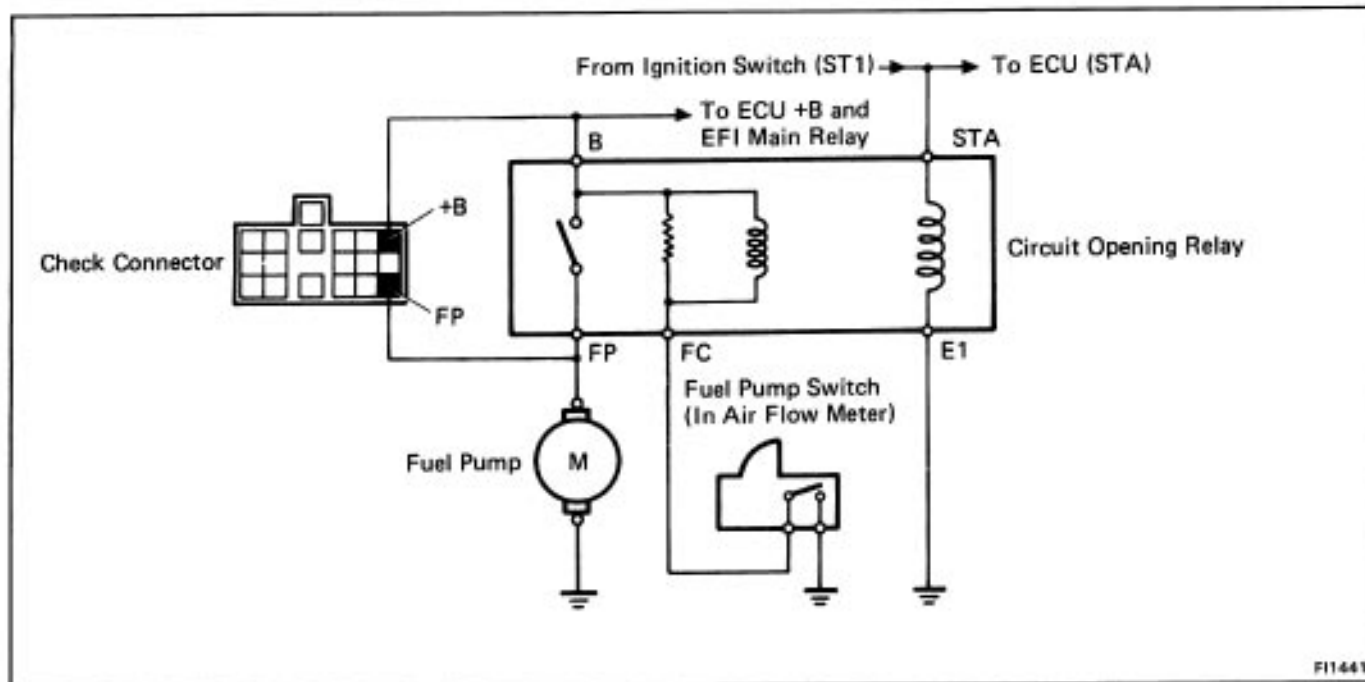 From Ignition Switch (ST1)
To ECU (STA)
To ECU +B and
EFI Main Relay
B
STA
+B
Check Connector
Circuit Opening Relay
FP
FP
FC
E1
Fuel Pump Switch
(In Air Flow Meter)
Fuel Pump
M
FI1441